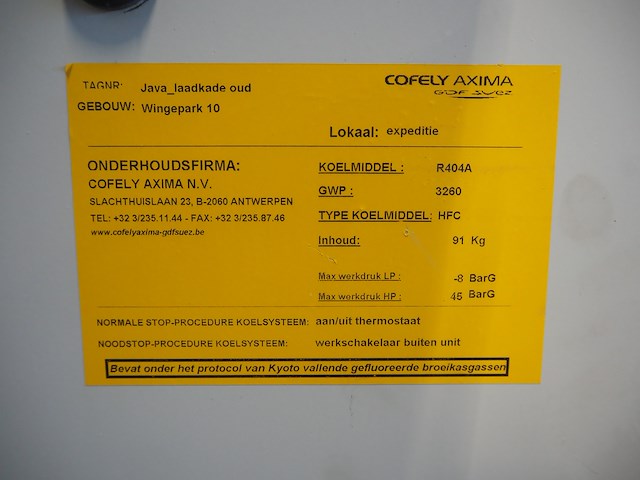 TAGNR: Java_laadkade oud
COFELY AXIMA
GDF SUEZ
GEBOUW: Wingepark 10
Lokaal: expeditie
ONDERHOUDSFIRMA:
COFELY AXIMA N.V.
SLACHTHUISLAAN 23, B-2060 ANTWERPEN
TEL: +32 3/235.11.44 - FAX: +32 3/235.87.46
www.cofelyaxima-gdfsuez.be
KOELMIDDEL : R404A
GWP : 3260
TYPE KOELMIDDEL: HFC
Inhoud: 91 Kg
Max werkdruk LP : -8 BarG
Max werkdruk HP : 45 BarG
NORMALE STOP-PROCEDURE KOELSYSTEEM: aan/uit thermostaat
NOODSTOP-PROCEDURE KOELSYSTEEM: werkschakelaar buiten unit
Bevat onder het protocol van Kyoto vallende gefluoreerde broeikasgassen